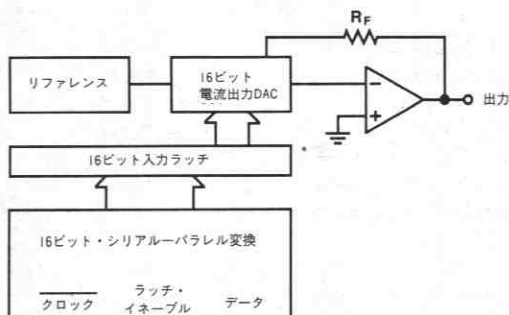 RF
リファレンス
16ビット
電流出力DAC
−
+
出力
16ビット入力ラッチ
16ビット・シリアルーパラレル変換
クロック
ラッチ・
イネーブル
データ